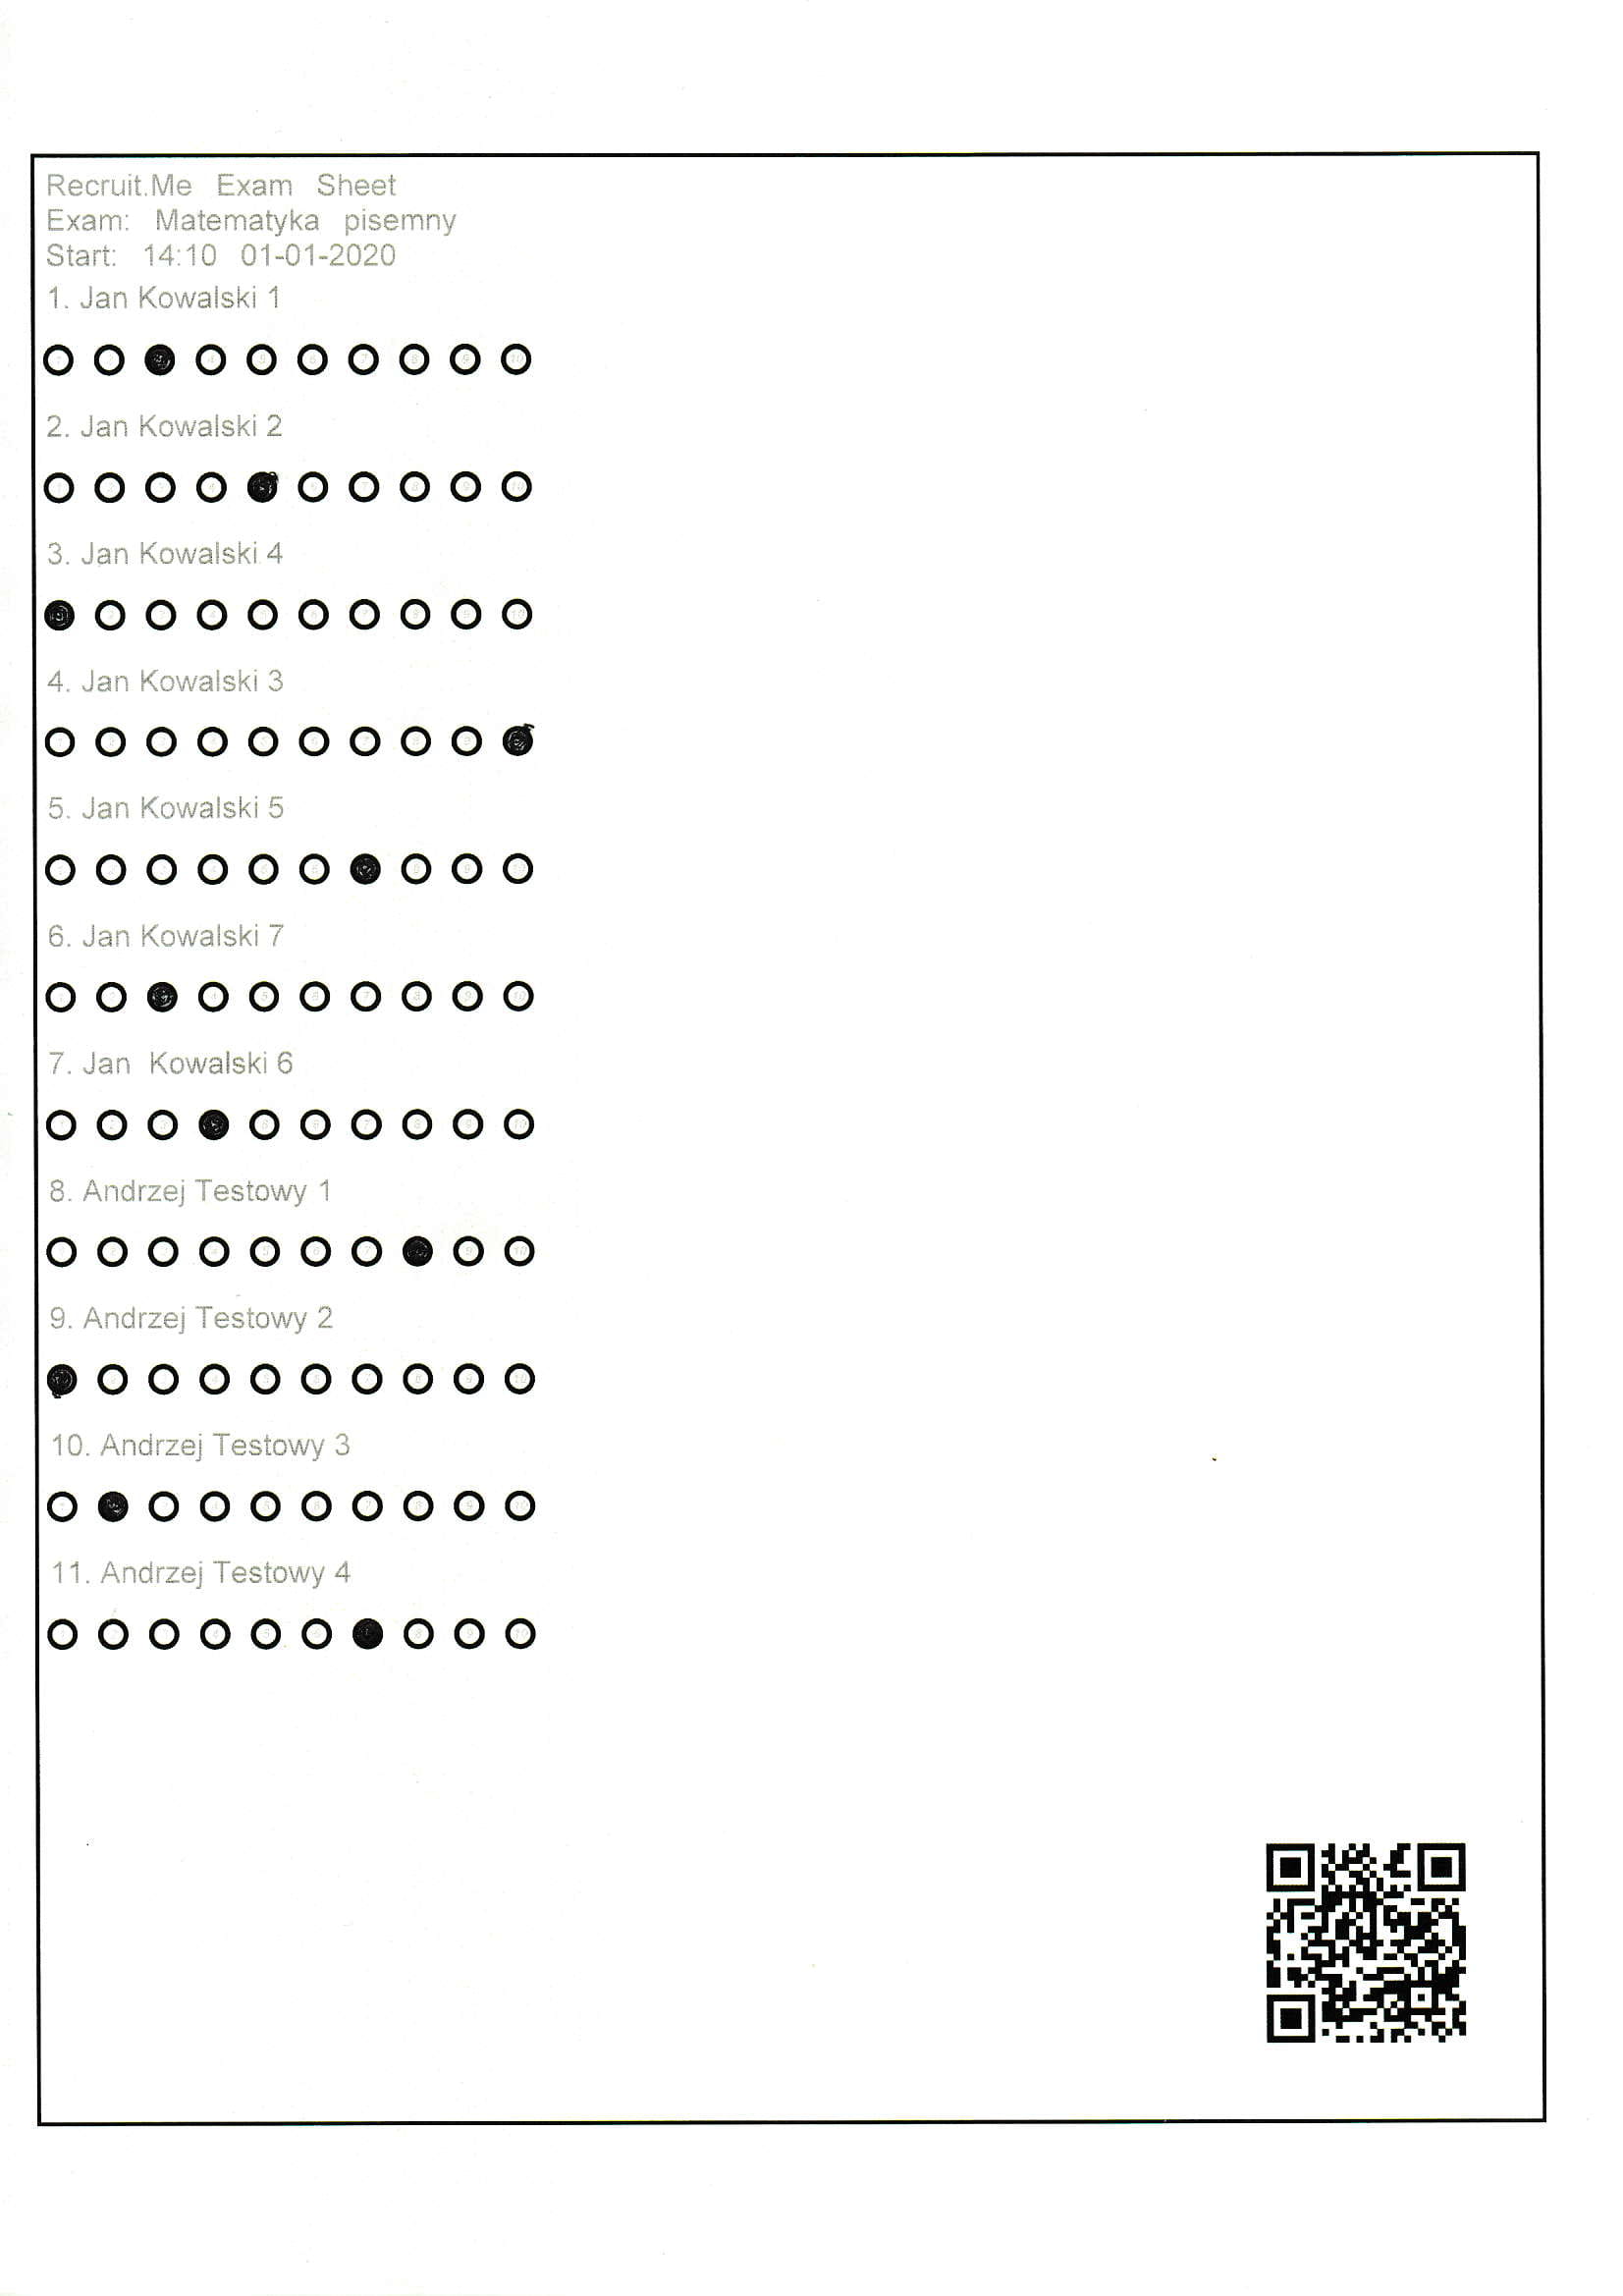 Recruit.Me Exam Sheet
Exam: Matematyka pisemny
Start: 14:10 01-01-2020
1. Jan Kowalski 1
2. Jan Kowalski 2
3. Jan Kowalski 4
4. Jan Kowalski 3
5. Jan Kowalski 5
6. Jan Kowalski 7
7. Jan Kowalski 6
8. Andrzej Testowy 1
9. Andrzej Testowy 2
10. Andrzej Testowy 3
11. Andrzej Testowy 4